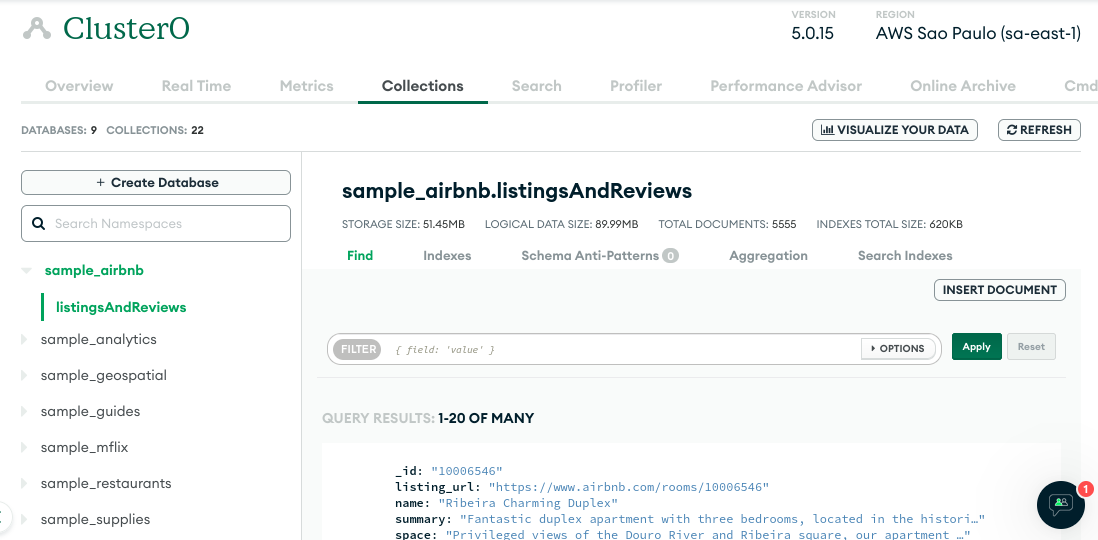 Cluster0
VERSION
5.0.15
REGION
AWS Sao Paulo (sa-east-1)
Overview Real Time Metrics Collections Search Profiler Performance Advisor Online Archive Cmd
DATABASES: 9 COLLECTIONS: 22
VISUALIZE YOUR DATA
REFRESH
+ Create Database
Search Namespaces
sample_airbnb
listingsAndReviews
sample_analytics
sample_geospatial
sample_guides
sample_mflix
sample_restaurants
sample_supplies
sample_airbnb.listingsAndReviews
STORAGE SIZE: 51.45MB LOGICAL DATA SIZE: 89.99MB TOTAL DOCUMENTS: 5555 INDEXES TOTAL SIZE: 620KB
Find Indexes Schema Anti-Patterns 0 Aggregation Search Indexes
INSERT DOCUMENT
FILTER { field: 'value' } OPTIONS Apply Reset
QUERY RESULTS: 1-20 OF MANY
_id: "10006546"
listing_url: "https://www.airbnb.com/rooms/10006546"
name: "Ribeira Charming Duplex"
summary: "Fantastic duplex apartment with three bedrooms, located in the histori…"
space: "Privileged views of the Douro River and Ribeira square, our apartment …"
1